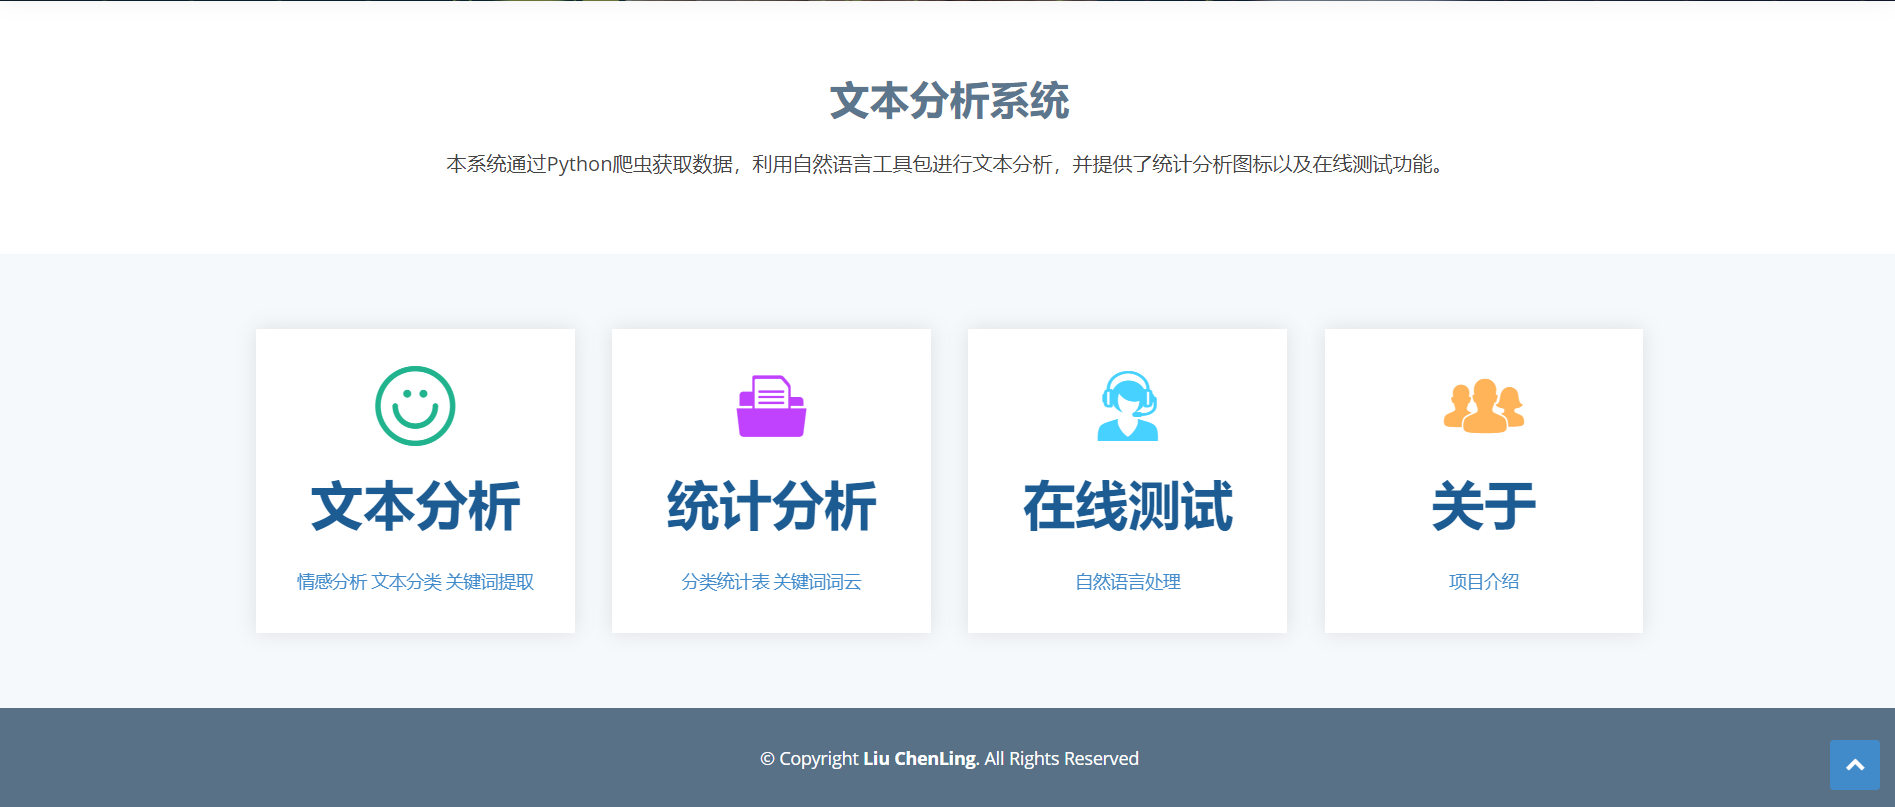 文本分析系统
本系统通过Python爬虫获取数据，利用自然语言工具包进行文本分析，并提供了统计分析图标以及在线测试功能。
文本分析
情感分析 文本分类 关键词提取
统计分析
分类统计表 关键词词云
在线测试
自然语言处理
关于
项目介绍
© Copyright Liu ChenLing. All Rights Reserved